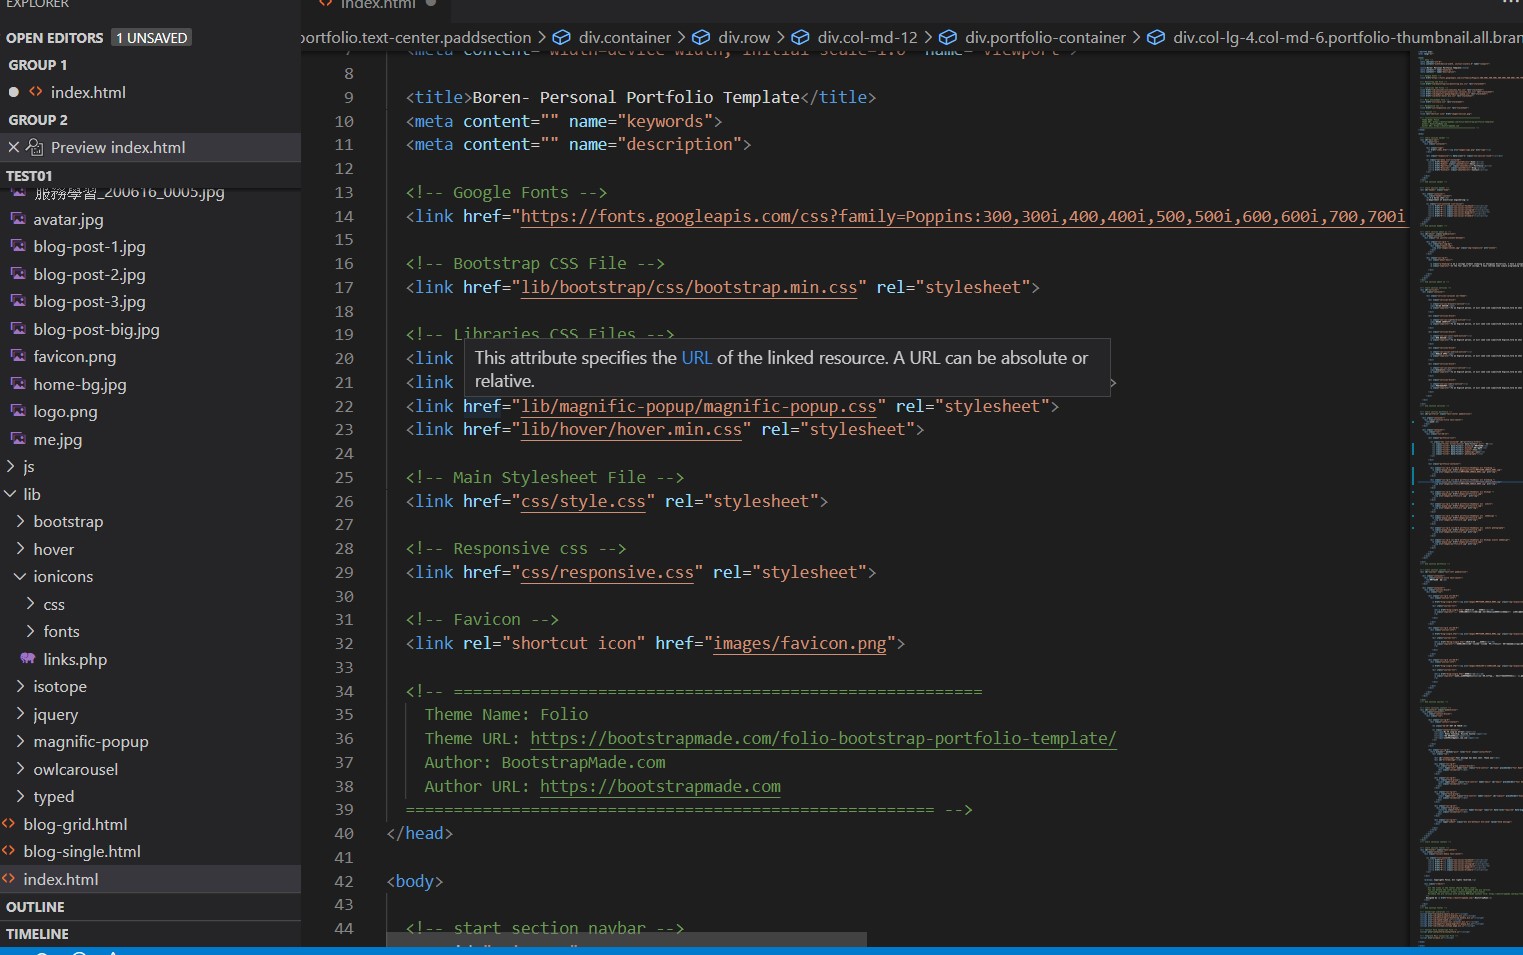 EXPLORER
index.html
OPEN EDITORS 1 UNSAVED
portfolio.text-center.paddsection > div.container > div.row > div.col-md-12 > div.portfolio-container > div.col-lg-4.col-md-6.portfolio-thumbnail.all.bran
GROUP 1
index.html
GROUP 2
Preview index.html
TEST01
服務學習_200616_0005.jpg
avatar.jpg
blog-post-1.jpg
blog-post-2.jpg
blog-post-3.jpg
blog-post-big.jpg
favicon.png
home-bg.jpg
logo.png
me.jpg
js
lib
bootstrap
hover
ionicons
css
fonts
links.php
isotope
jquery
magnific-popup
owlcarousel
typed
blog-grid.html
blog-single.html
index.html
OUTLINE
TIMELINE
7 <meta content="width=device-width, initial-scale=1.0" name="viewport">
8
9 <title>Boren- Personal Portfolio Template</title>
10 <meta content="" name="keywords">
11 <meta content="" name="description">
12
13 <!-- Google Fonts -->
14 <link href="https://fonts.googleapis.com/css?family=Poppins:300,300i,400,400i,500,500i,600,600i,700,700i
15
16 <!-- Bootstrap CSS File -->
17 <link href="lib/bootstrap/css/bootstrap.min.css" rel="stylesheet">
18
19 <!-- Libraries CSS Files -->
20 <link
This attribute specifies the URL of the linked resource. A URL can be absolute or
relative.
21 <link >
22 <link href="lib/magnific-popup/magnific-popup.css" rel="stylesheet">
23 <link href="lib/hover/hover.min.css" rel="stylesheet">
24
25 <!-- Main Stylesheet File -->
26 <link href="css/style.css" rel="stylesheet">
27
28 <!-- Responsive css -->
29 <link href="css/responsive.css" rel="stylesheet">
30
31 <!-- Favicon -->
32 <link rel="shortcut icon" href="images/favicon.png">
33
34 <!-- =======================================================
35 Theme Name: Folio
36 Theme URL: https://bootstrapmade.com/folio-bootstrap-portfolio-template/
37 Author: BootstrapMade.com
38 Author URL: https://bootstrapmade.com
39 ======================================================= -->
40 </head>
41
42 <body>
43
44 <!-- start section navbar -->